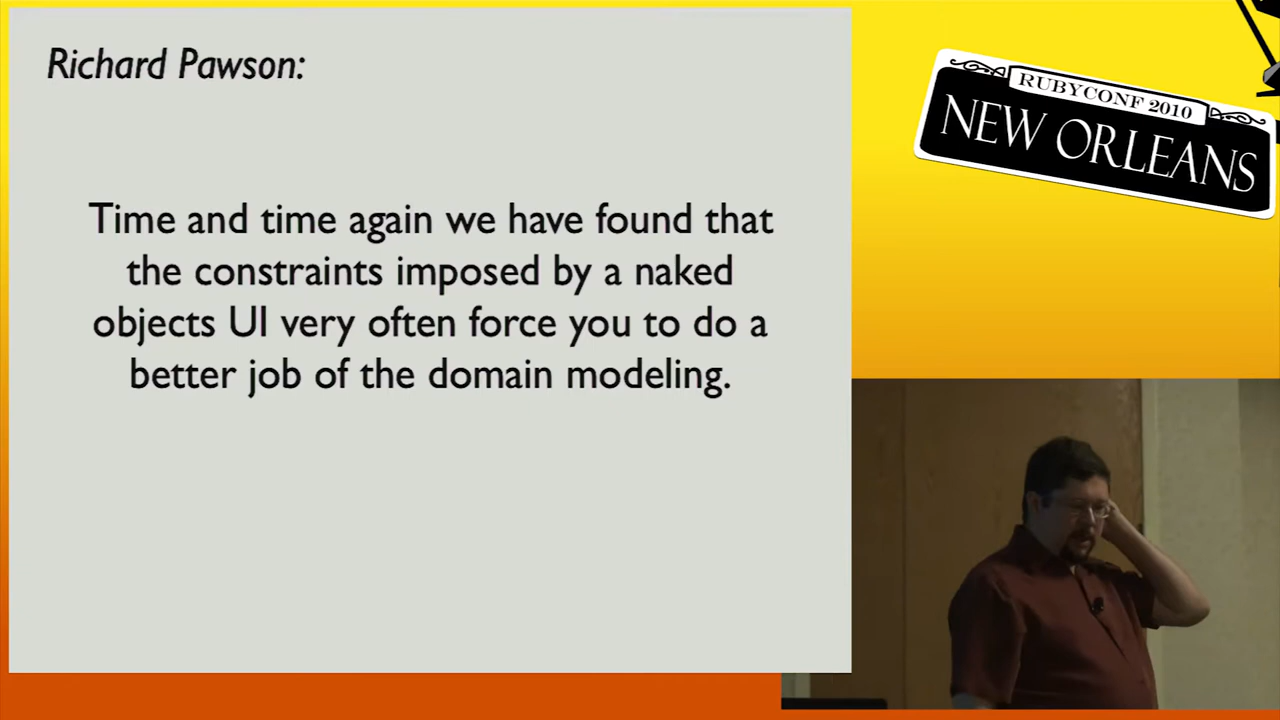 Richard Pawson:
Time and time again we have found that
the constraints imposed by a naked
objects UI very often force you to do a
better job of the domain modeling.
RUBYCONF 2010
NEW ORLEANS